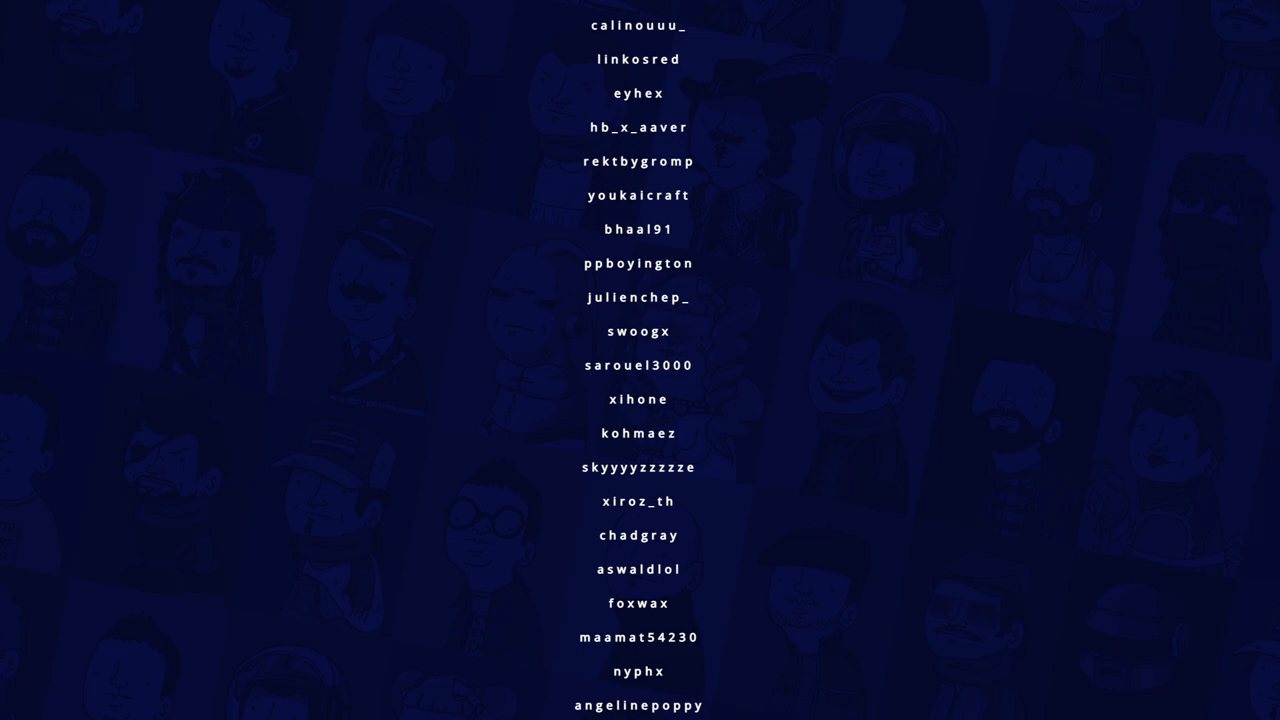 calinouuu_
linkosred
eyhex
hb_x_aaver
rektbygromp
youkaicraft
bhaal91
ppboyington
julienchep_
swoogx
sarouel3000
xihone
kohmaez
skyyyyzzzzze
xiroz_th
chadgray
aswaldlol
foxwax
maamat54230
nyphx
angelinepoppy